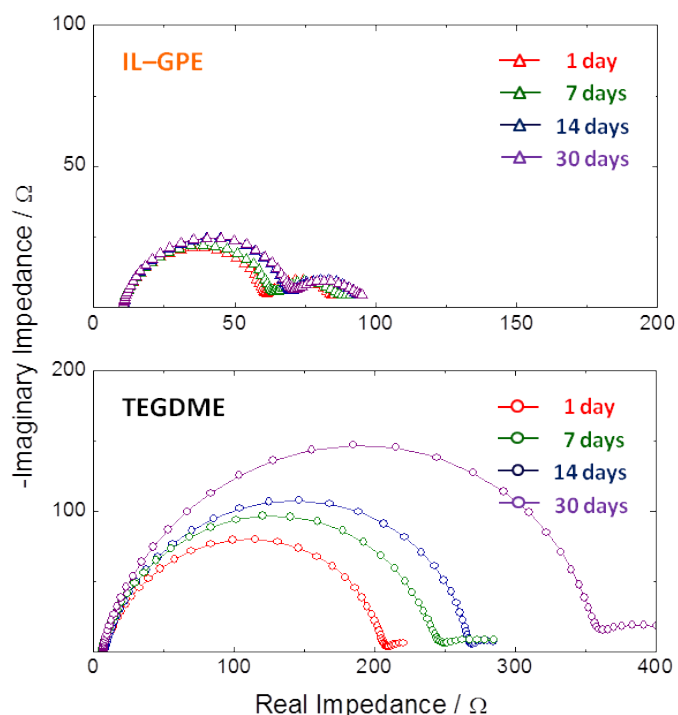 100
IL–GPE
1 day
7 days
14 days
30 days
50
0
0
50
100
150
200
-Imaginary Impedance / Ω
200
TEGDME
1 day
7 days
14 days
30 days
100
0
100
200
300
400
Real Impedance / Ω